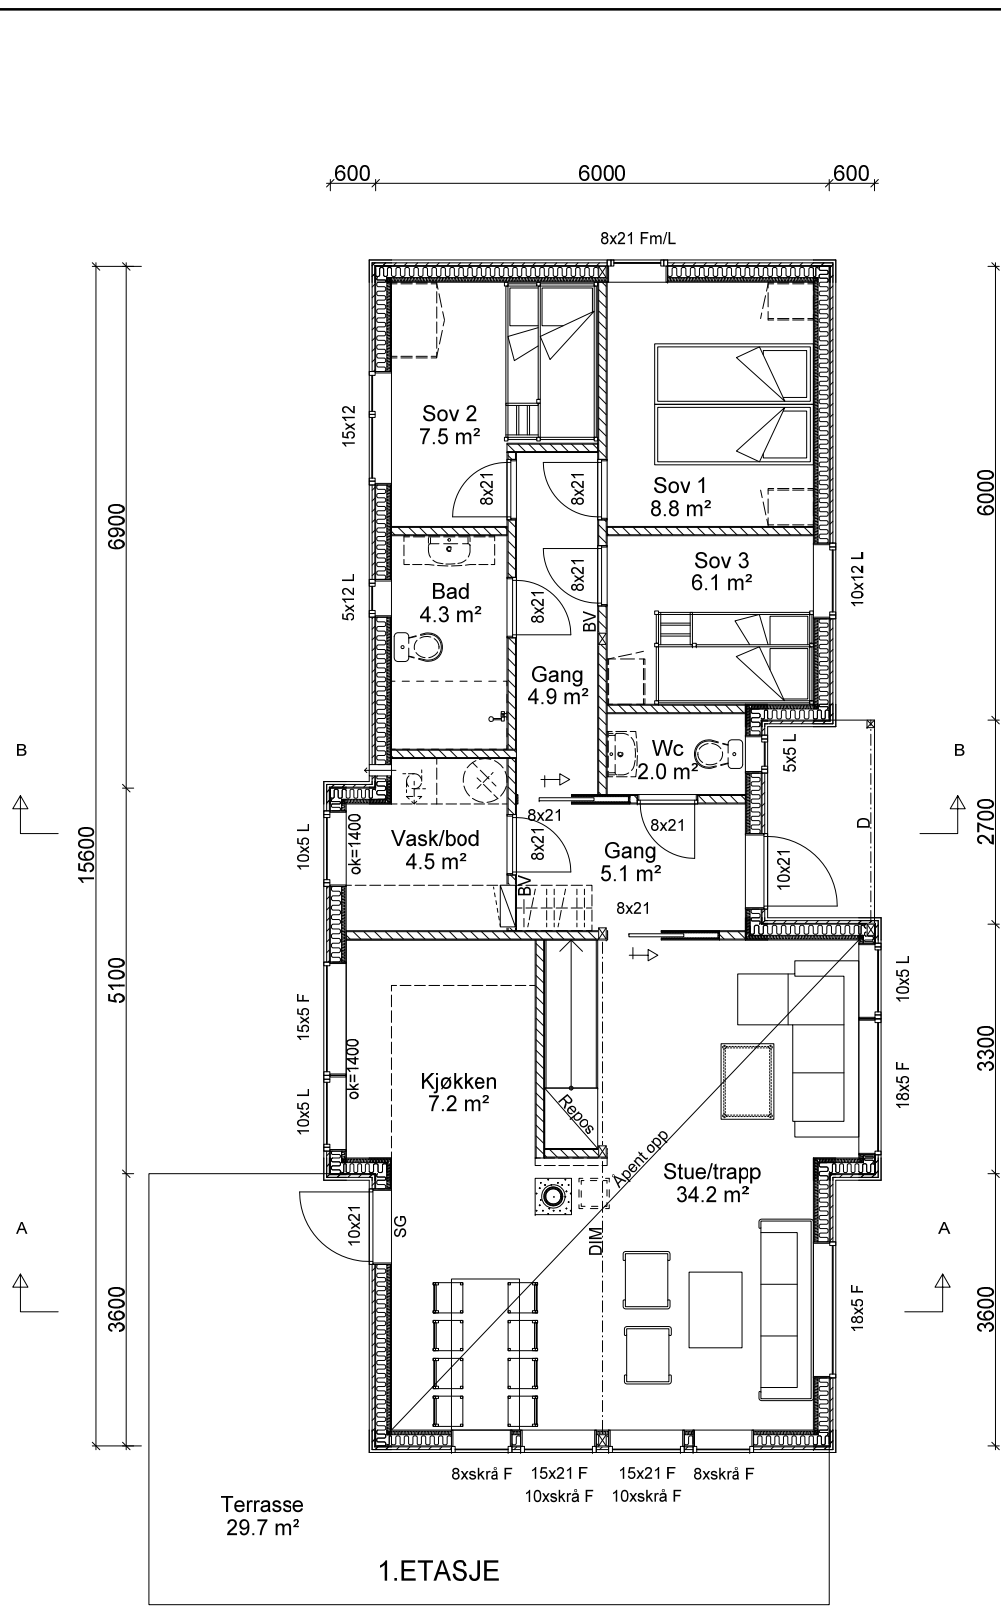 600
6000
600
8x21 Fm/L
15x12
Sov 2
7.5 m²
8x21
8x21
Sov 1
8.8 m²
6900
6000
5x12 L
Bad
4.3 m²
8x21
8x21
BV
Sov 3
6.1 m²
10x12 L
Gang
4.9 m²
Wc
2.0 m²
5x5 L
B
B
D
2700
15600
10x5 L
ok=1400
Vask/bod
4.5 m²
8x21
8x21
8x21
Gang
5.1 m²
10x21
BV
8x21
5100
15x5 F
10x5 L
ok=1400
Kjøkken
7.2 m²
Repos
10x5 L
18x5 F
3300
Åpent opp
Stue/trapp
34.2 m²
A
A
10x21
SG
DIM
3600
18x5 F
3600
8xskrå F
15x21 F
15x21 F
8xskrå F
10xskrå F
10xskrå F
Terrasse
29.7 m²
1.ETASJE